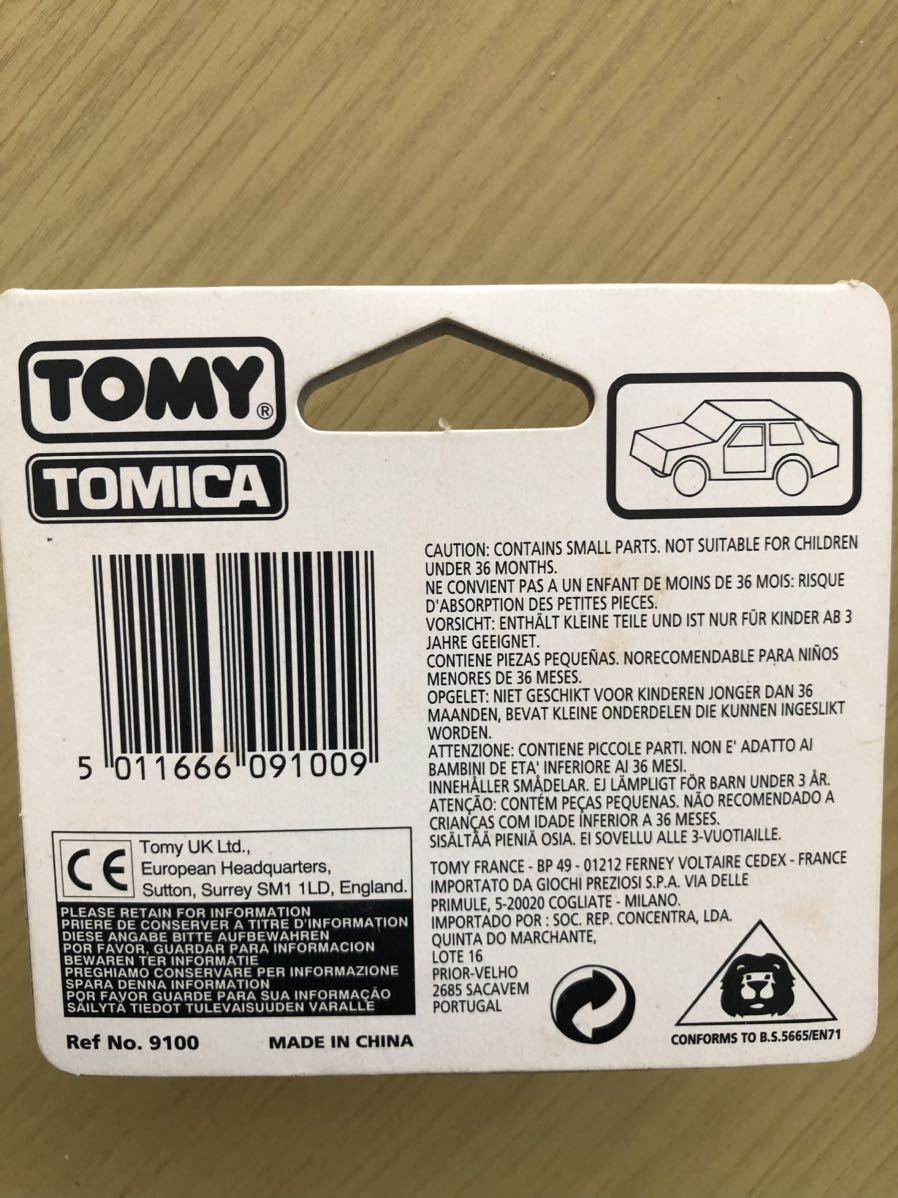 TOMY®
TOMICA
5 011666 091009
CE
Tomy UK Ltd.,
European Headquarters,
Sutton, Surrey SM1 1LD, England.
PLEASE RETAIN FOR INFORMATION
PRIERE DE CONSERVER A TITRE D'INFORMATION
DIESE ANGABE BITTE AUFBEWAHREN
POR FAVOR, GUARDAR PARA INFORMACION
BEWAREN TER INFORMATIE
PREGHIAMO CONSERVARE PER INFORMAZIONE
SPARA DENNA INFORMATION
POR FAVOR GUARDE PARA SUA INFORMAÇÃO
SAILYTÄ TIEDOT TULEVAISUUDEN VARALLE
Ref No. 9100
MADE IN CHINA
CAUTION: CONTAINS SMALL PARTS. NOT SUITABLE FOR CHILDREN
UNDER 36 MONTHS.
NE CONVIENT PAS A UN ENFANT DE MOINS DE 36 MOIS: RISQUE
D'ABSORPTION DES PETITES PIECES.
VORSICHT: ENTHÄLT KLEINE TEILE UND IST NUR FÜR KINDER AB 3
JAHRE GEEIGNET.
CONTIENE PIEZAS PEQUEÑAS. NORECOMENDABLE PARA NIÑOS
MENORES DE 36 MESES.
OPGELET: NIET GESCHIKT VOOR KINDEREN JONGER DAN 36
MAANDEN, BEVAT KLEINE ONDERDELEN DIE KUNNEN INGESLIKT
WORDEN.
ATTENZIONE: CONTIENE PICCOLE PARTI. NON E' ADATTO AI
BAMBINI DE ETA' INFERIORE AI 36 MESI.
INNEHÅLLER SMÅDELAR. EJ LÄMPLIGT FÖR BARN UNDER 3 ÅR.
ATENÇÃO: CONTÉM PEÇAS PEQUENAS. NÃO RECOMENDADO A
CRIANÇAS COM IDADE INFERIOR A 36 MESES.
SISÄLTÄÄ PIENIÄ OSIA. EI SOVELLU ALLE 3-VUOTIAILLE.
TOMY FRANCE - BP 49 - 01212 FERNEY VOLTAIRE CEDEX - FRANCE
IMPORTATO DA GIOCHI PREZIOSI S.P.A. VIA DELLE
PRIMULE, 5-20020 COGLIATE - MILANO.
IMPORTADO POR : SOC. REP. CONCENTRA, LDA.
QUINTA DO MARCHANTE,
LOTE 16
PRIOR-VELHO
2685 SACAVEM
PORTUGAL
CONFORMS TO B.S.5665/EN71